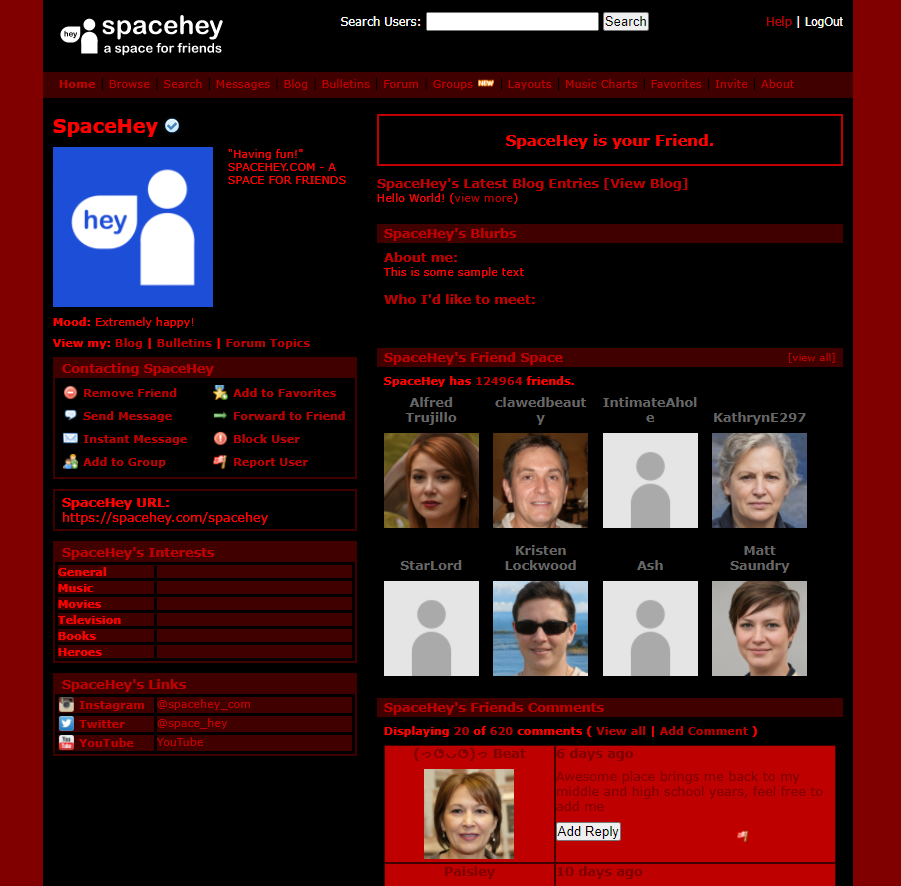 hey
spacehey
a space for friends
Search Users: Search
Help | LogOut
Home | Browse | Search | Messages | Blog | Bulletins | Forum | Groups NEW | Layouts | Music Charts | Favorites | Invite | About
SpaceHey
hey
"Having fun!"
SPACEHEY.COM - A
SPACE FOR FRIENDS
Mood: Extremely happy!
View my: Blog | Bulletins | Forum Topics
Contacting SpaceHey
Remove Friend Add to Favorites
Send Message Forward to Friend
Instant Message Block User
Add to Group Report User
SpaceHey URL:
https://spacehey.com/spacehey
SpaceHey's Interests
General
Music
Movies
Television
Books
Heroes
SpaceHey's Links
Instagram @spacehey_com
Twitter @space_hey
YouTube YouTube
SpaceHey is your Friend.
SpaceHey's Latest Blog Entries [View Blog]
Hello World! (view more)
SpaceHey's Blurbs
About me:
This is some sample text
Who I'd like to meet:
SpaceHey's Friend Space [view all]
SpaceHey has 124964 friends.
Alfred
Trujillo
clawedbeaut
y
IntimateAhol
e
KathrynE297
StarLord
Kristen
Lockwood
Ash
Matt
Saundry
SpaceHey's Friends Comments
Displaying 20 of 620 comments ( View all | Add Comment )
Beat
6 days ago
Awesome place brings me back to my
middle and high school years, feel free to
add me
Add Reply
Paisley
10 days ago